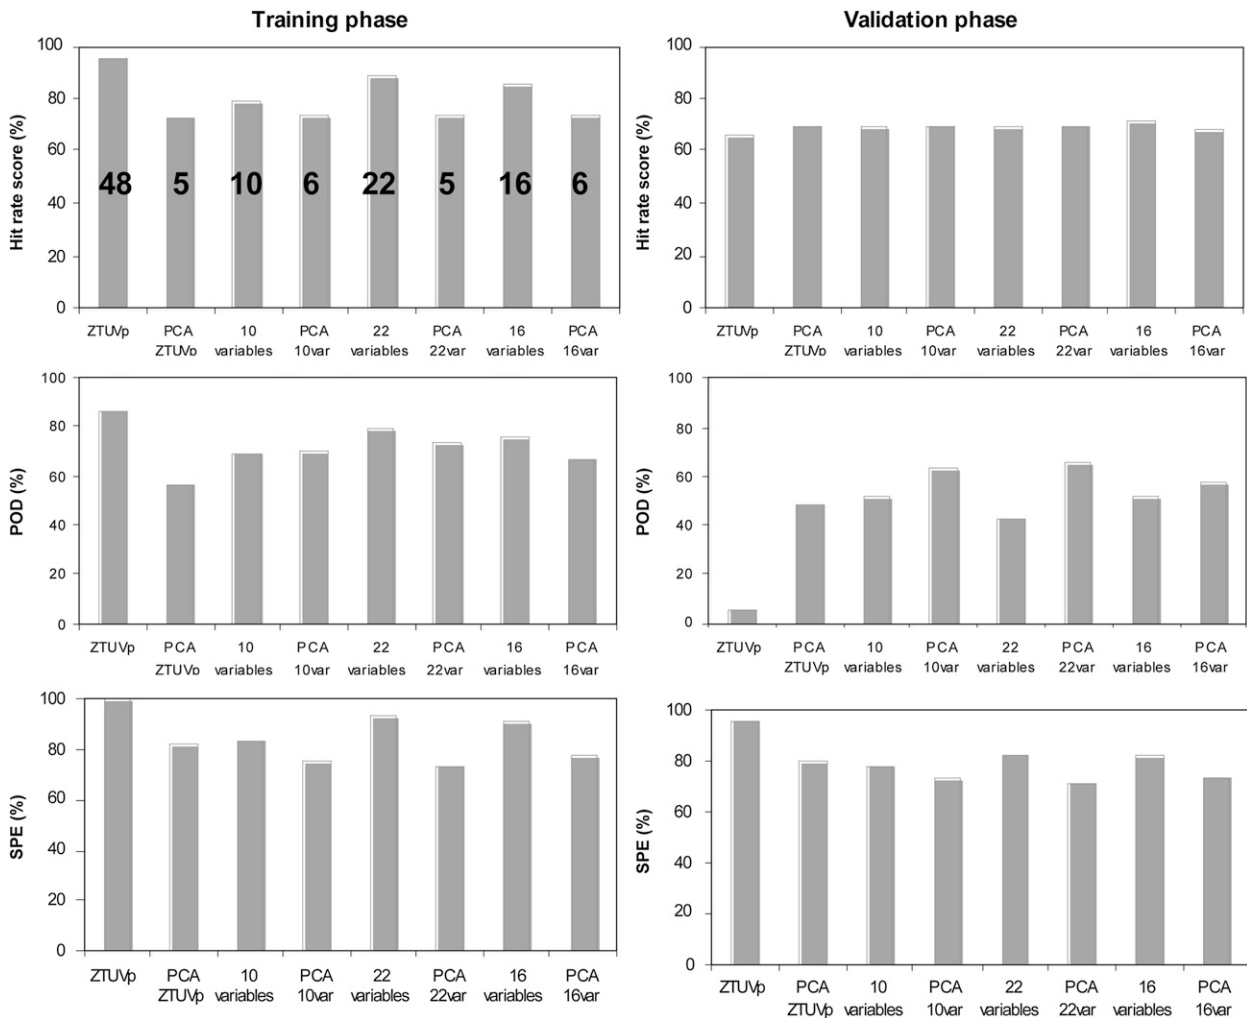 Training phase
Validation phase
Hit rate score (%)
100
80
60
40
20
0
48 5 10 6 22 5 16 6
ZTUVp PCA 10 PCA 22 PCA 16 PCA
ZTUVp variables 10var variables 22var variables 16var
Hit rate score (%)
100
80
60
40
20
0
ZTUVp PCA 10 PCA 22 PCA 16 PCA
ZTUVp variables 10var variables 22var variables 16var
POD (%)
100
80
60
40
20
0
ZTUVp PCA 10 PCA 22 PCA 16 PCA
ZTUVp variables 10var variables 22var variables 16var
POD (%)
100
80
60
40
20
0
ZTUVp PCA 10 PCA 22 PCA 16 PCA
ZTUVp variables 10var variables 22var variables 16var
SPE (%)
100
80
60
40
20
0
ZTUVp PCA 10 PCA 22 PCA 16 PCA
ZTUVp variables 10var variables 22var variables 16var
SPE (%)
100
80
60
40
20
0
ZTUVp PCA 10 PCA 22 PCA 16 PCA
ZTUVp variables 10var variables 22var variables 16var